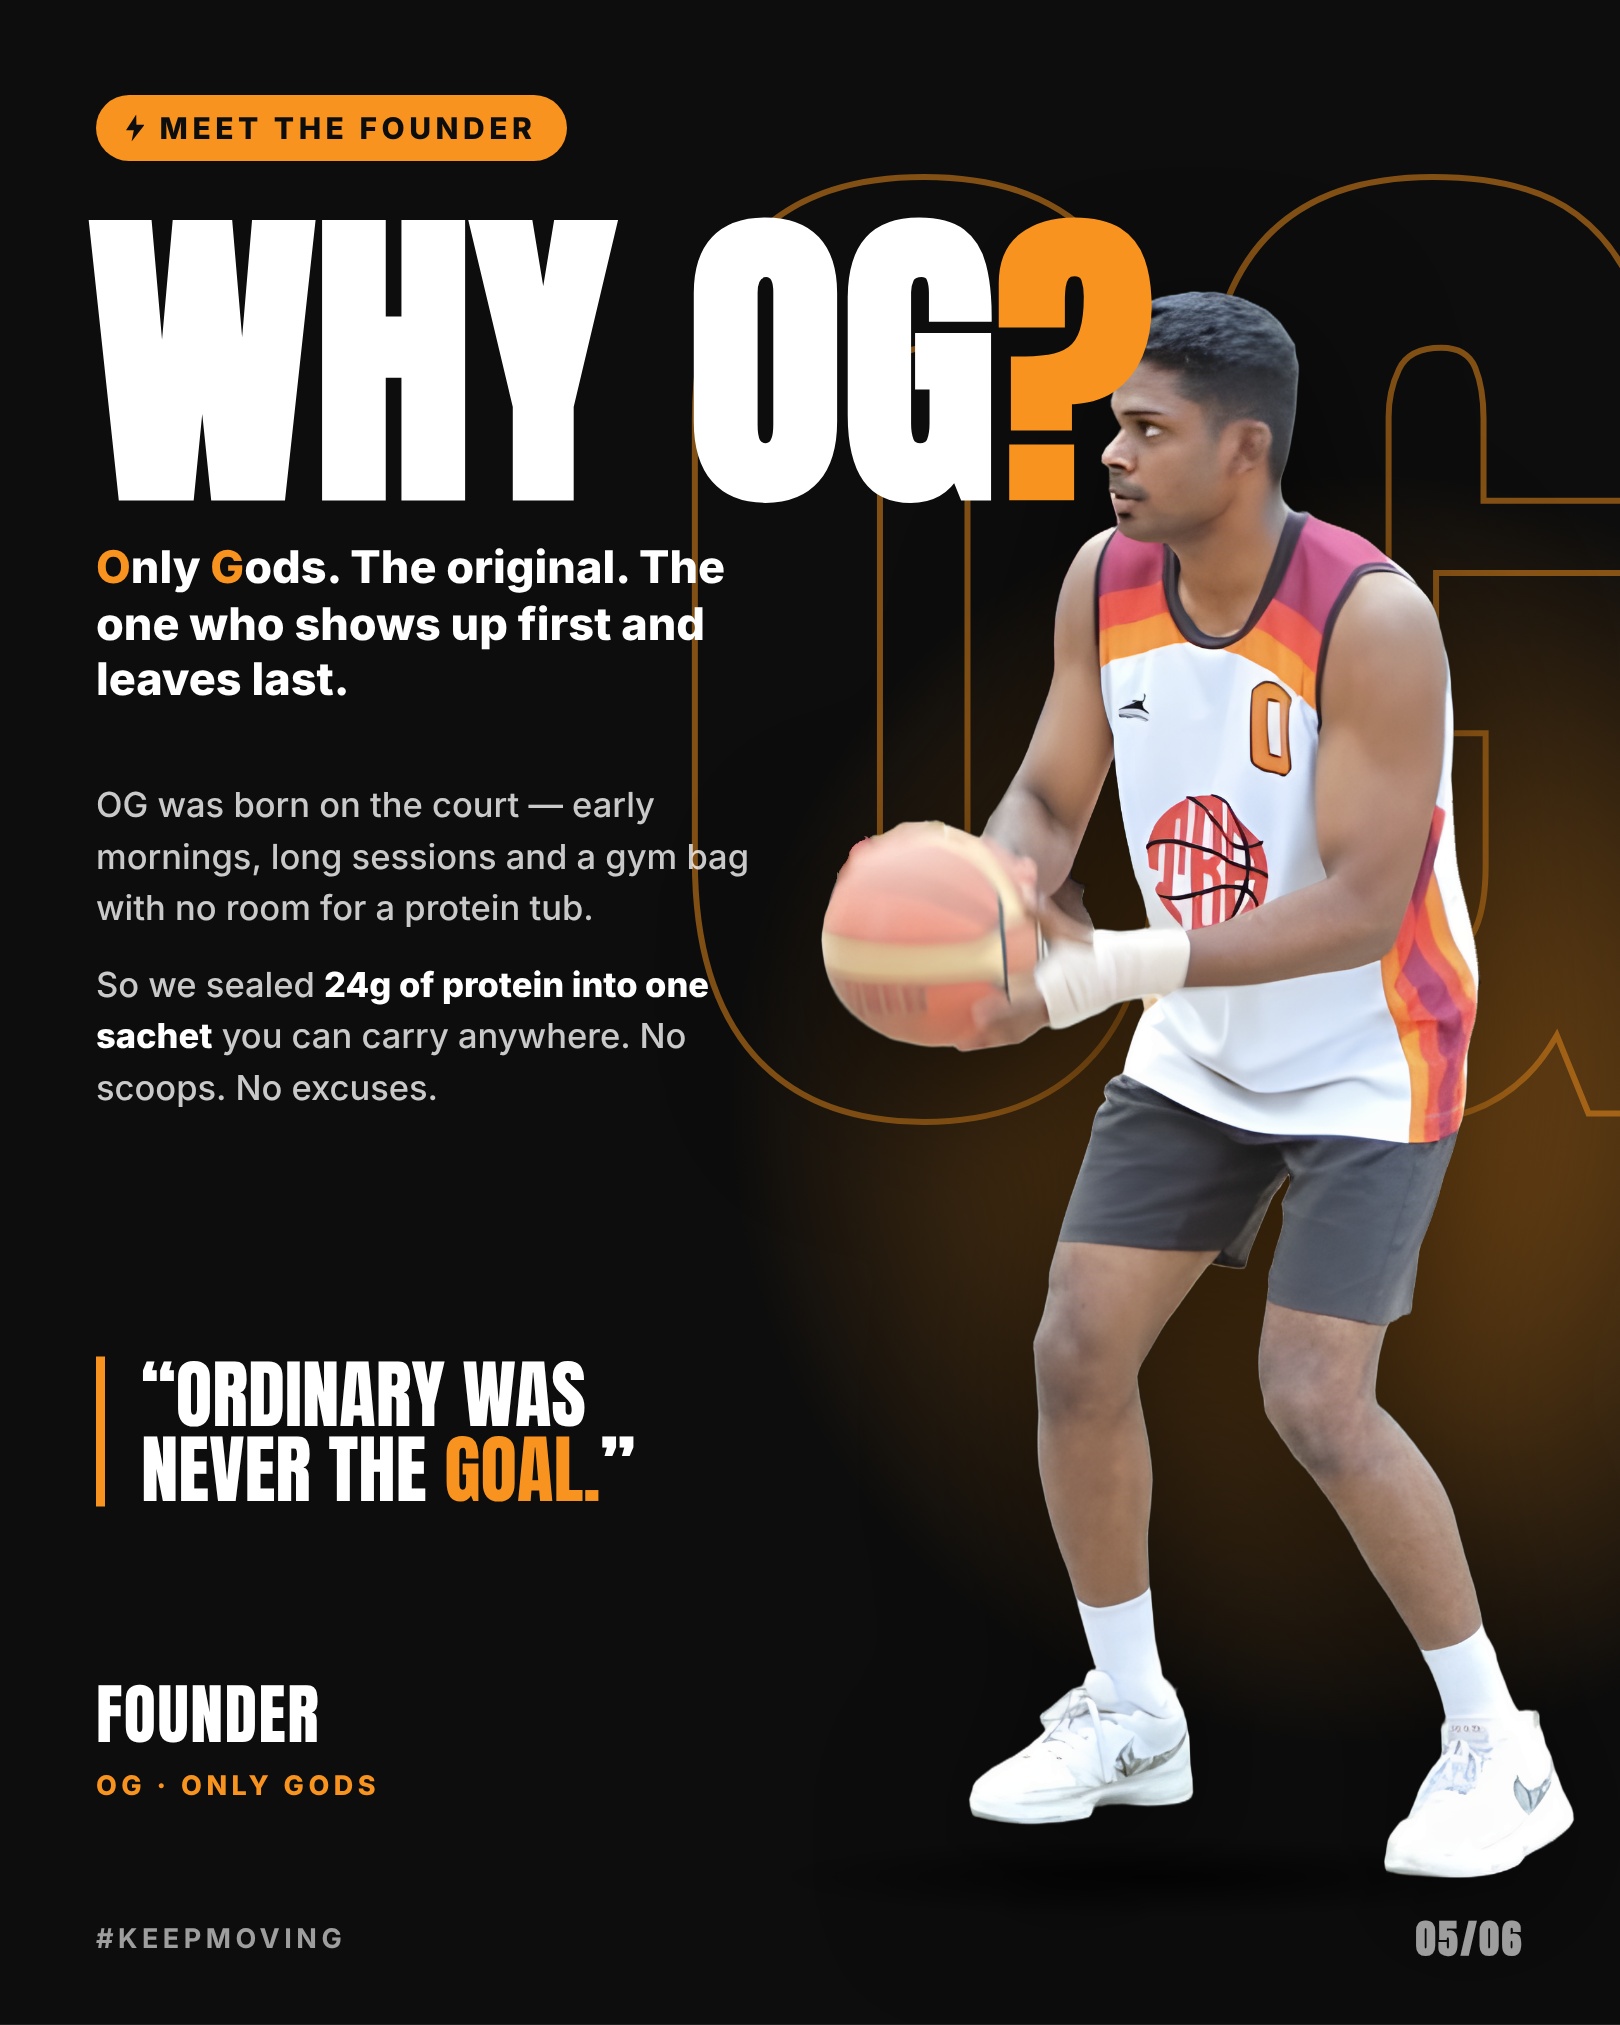 MEET THE FOUNDER
WHY OG?
Only Gods. The original. The
one who shows up first and
leaves last.
OG was born on the court — early
mornings, long sessions and a gym bag
with no room for a protein tub.
So we sealed 24g of protein into one
sachet you can carry anywhere. No
scoops. No excuses.
“ORDINARY WAS
NEVER THE GOAL.”
FOUNDER
OG · ONLY GODS
#KEEPMOVING
05/06
OG
0